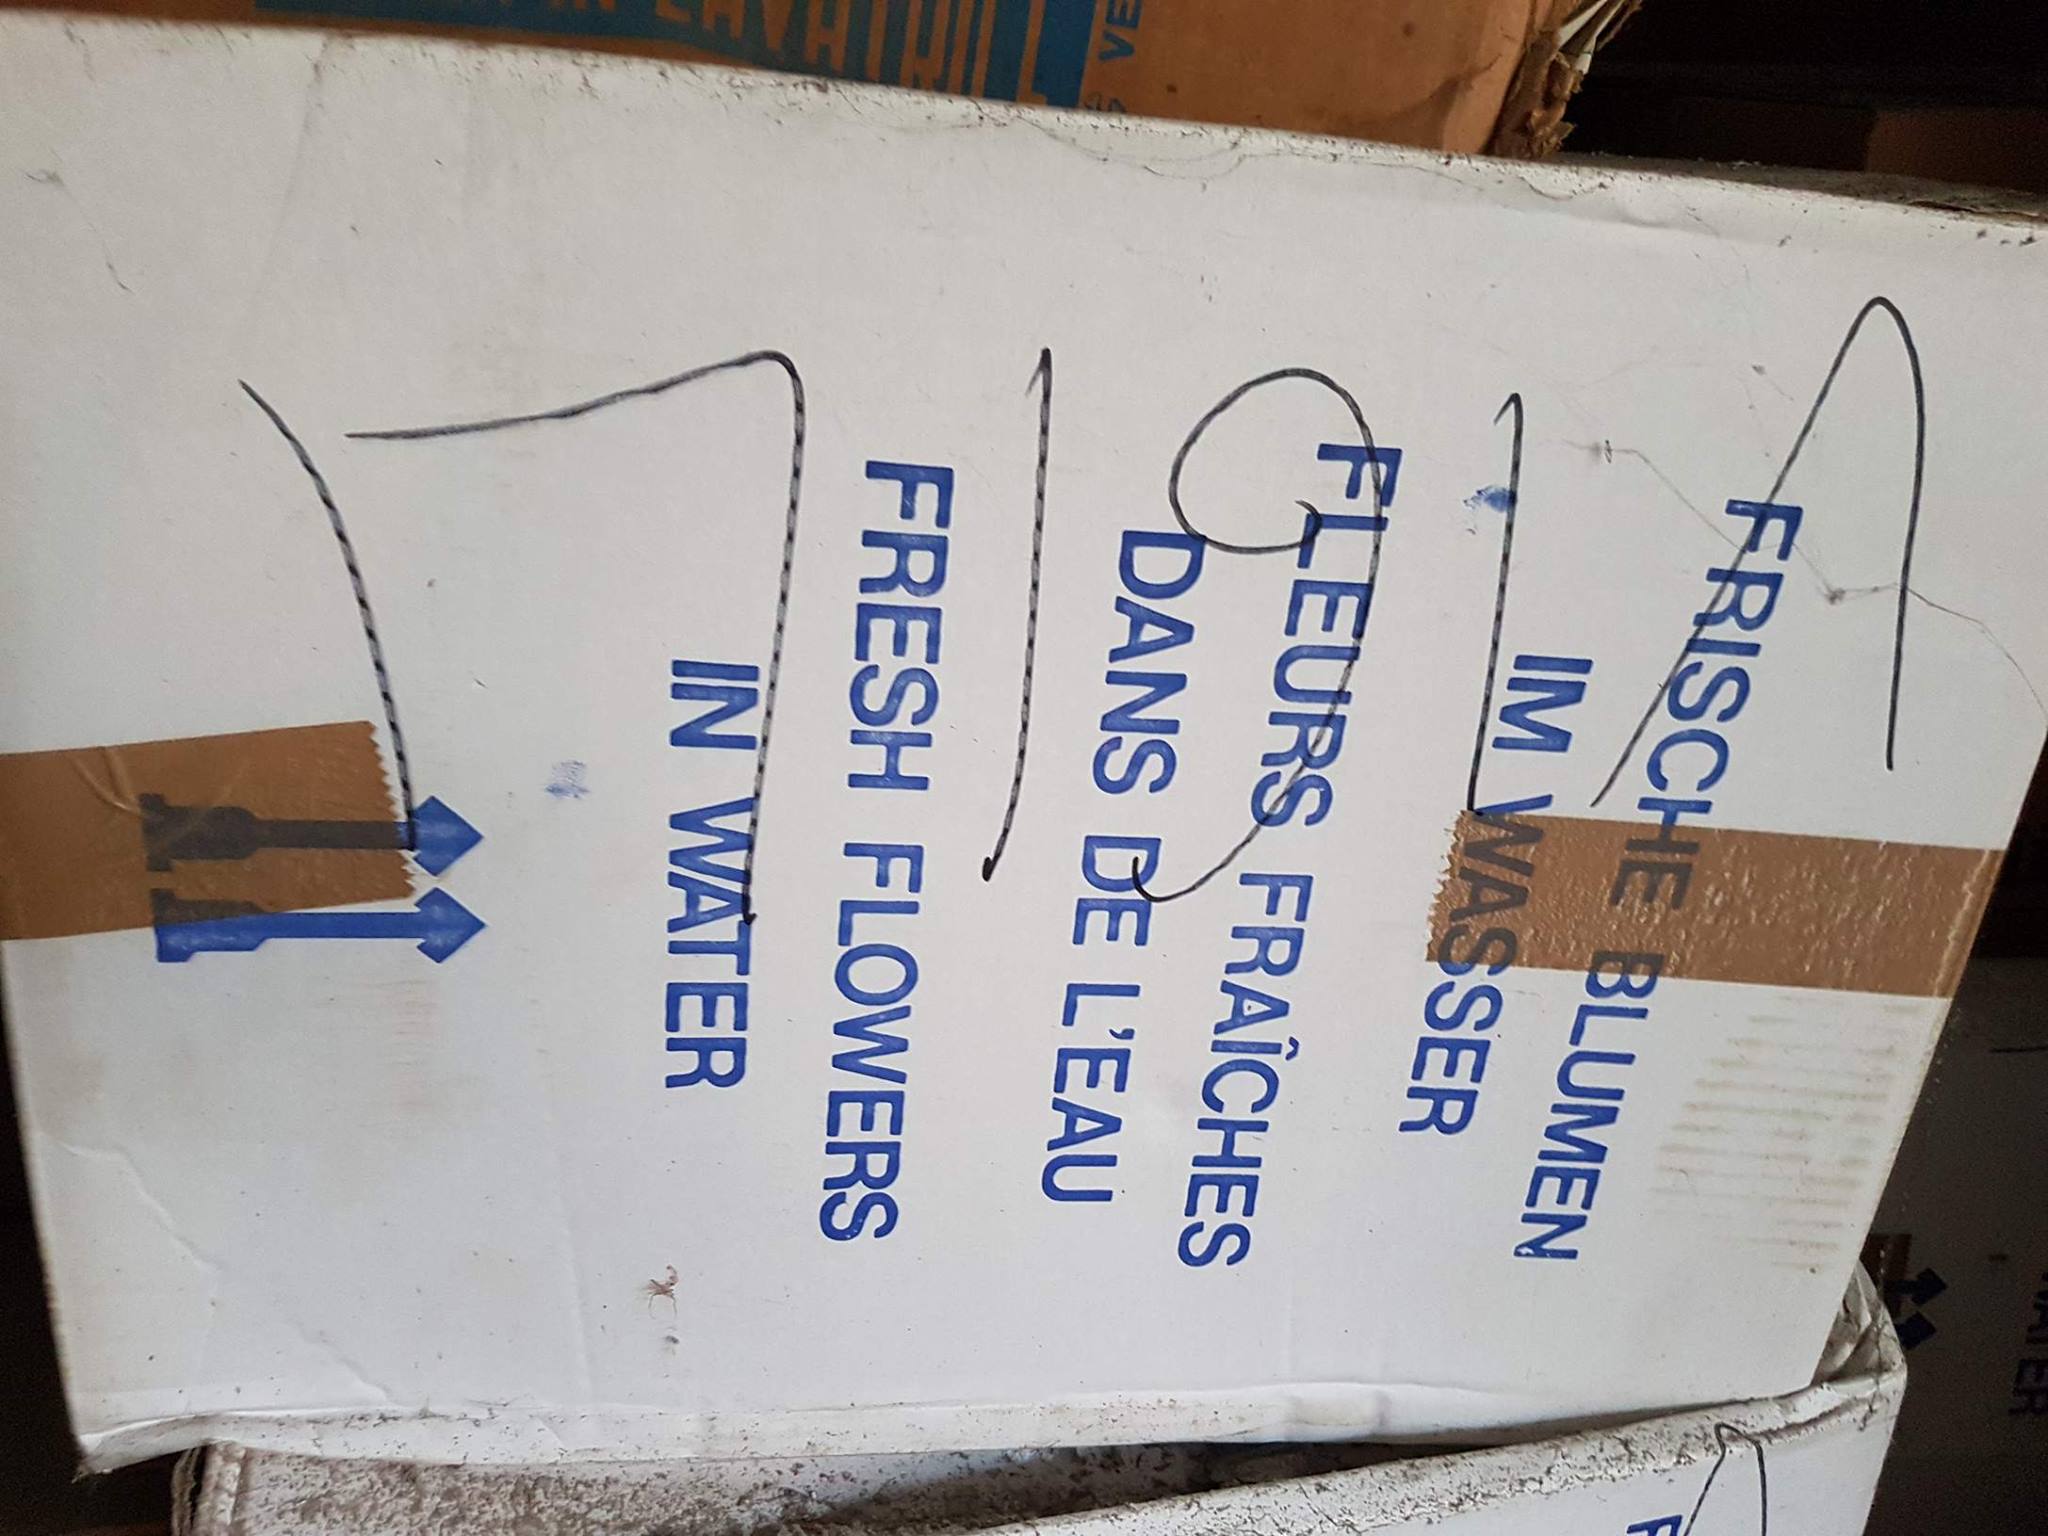 FRISCHE BLUMEN
IM WASSER
FLEURS FRAÎCHES
DANS DE L'EAU
FRESH FLOWERS
IN WATER